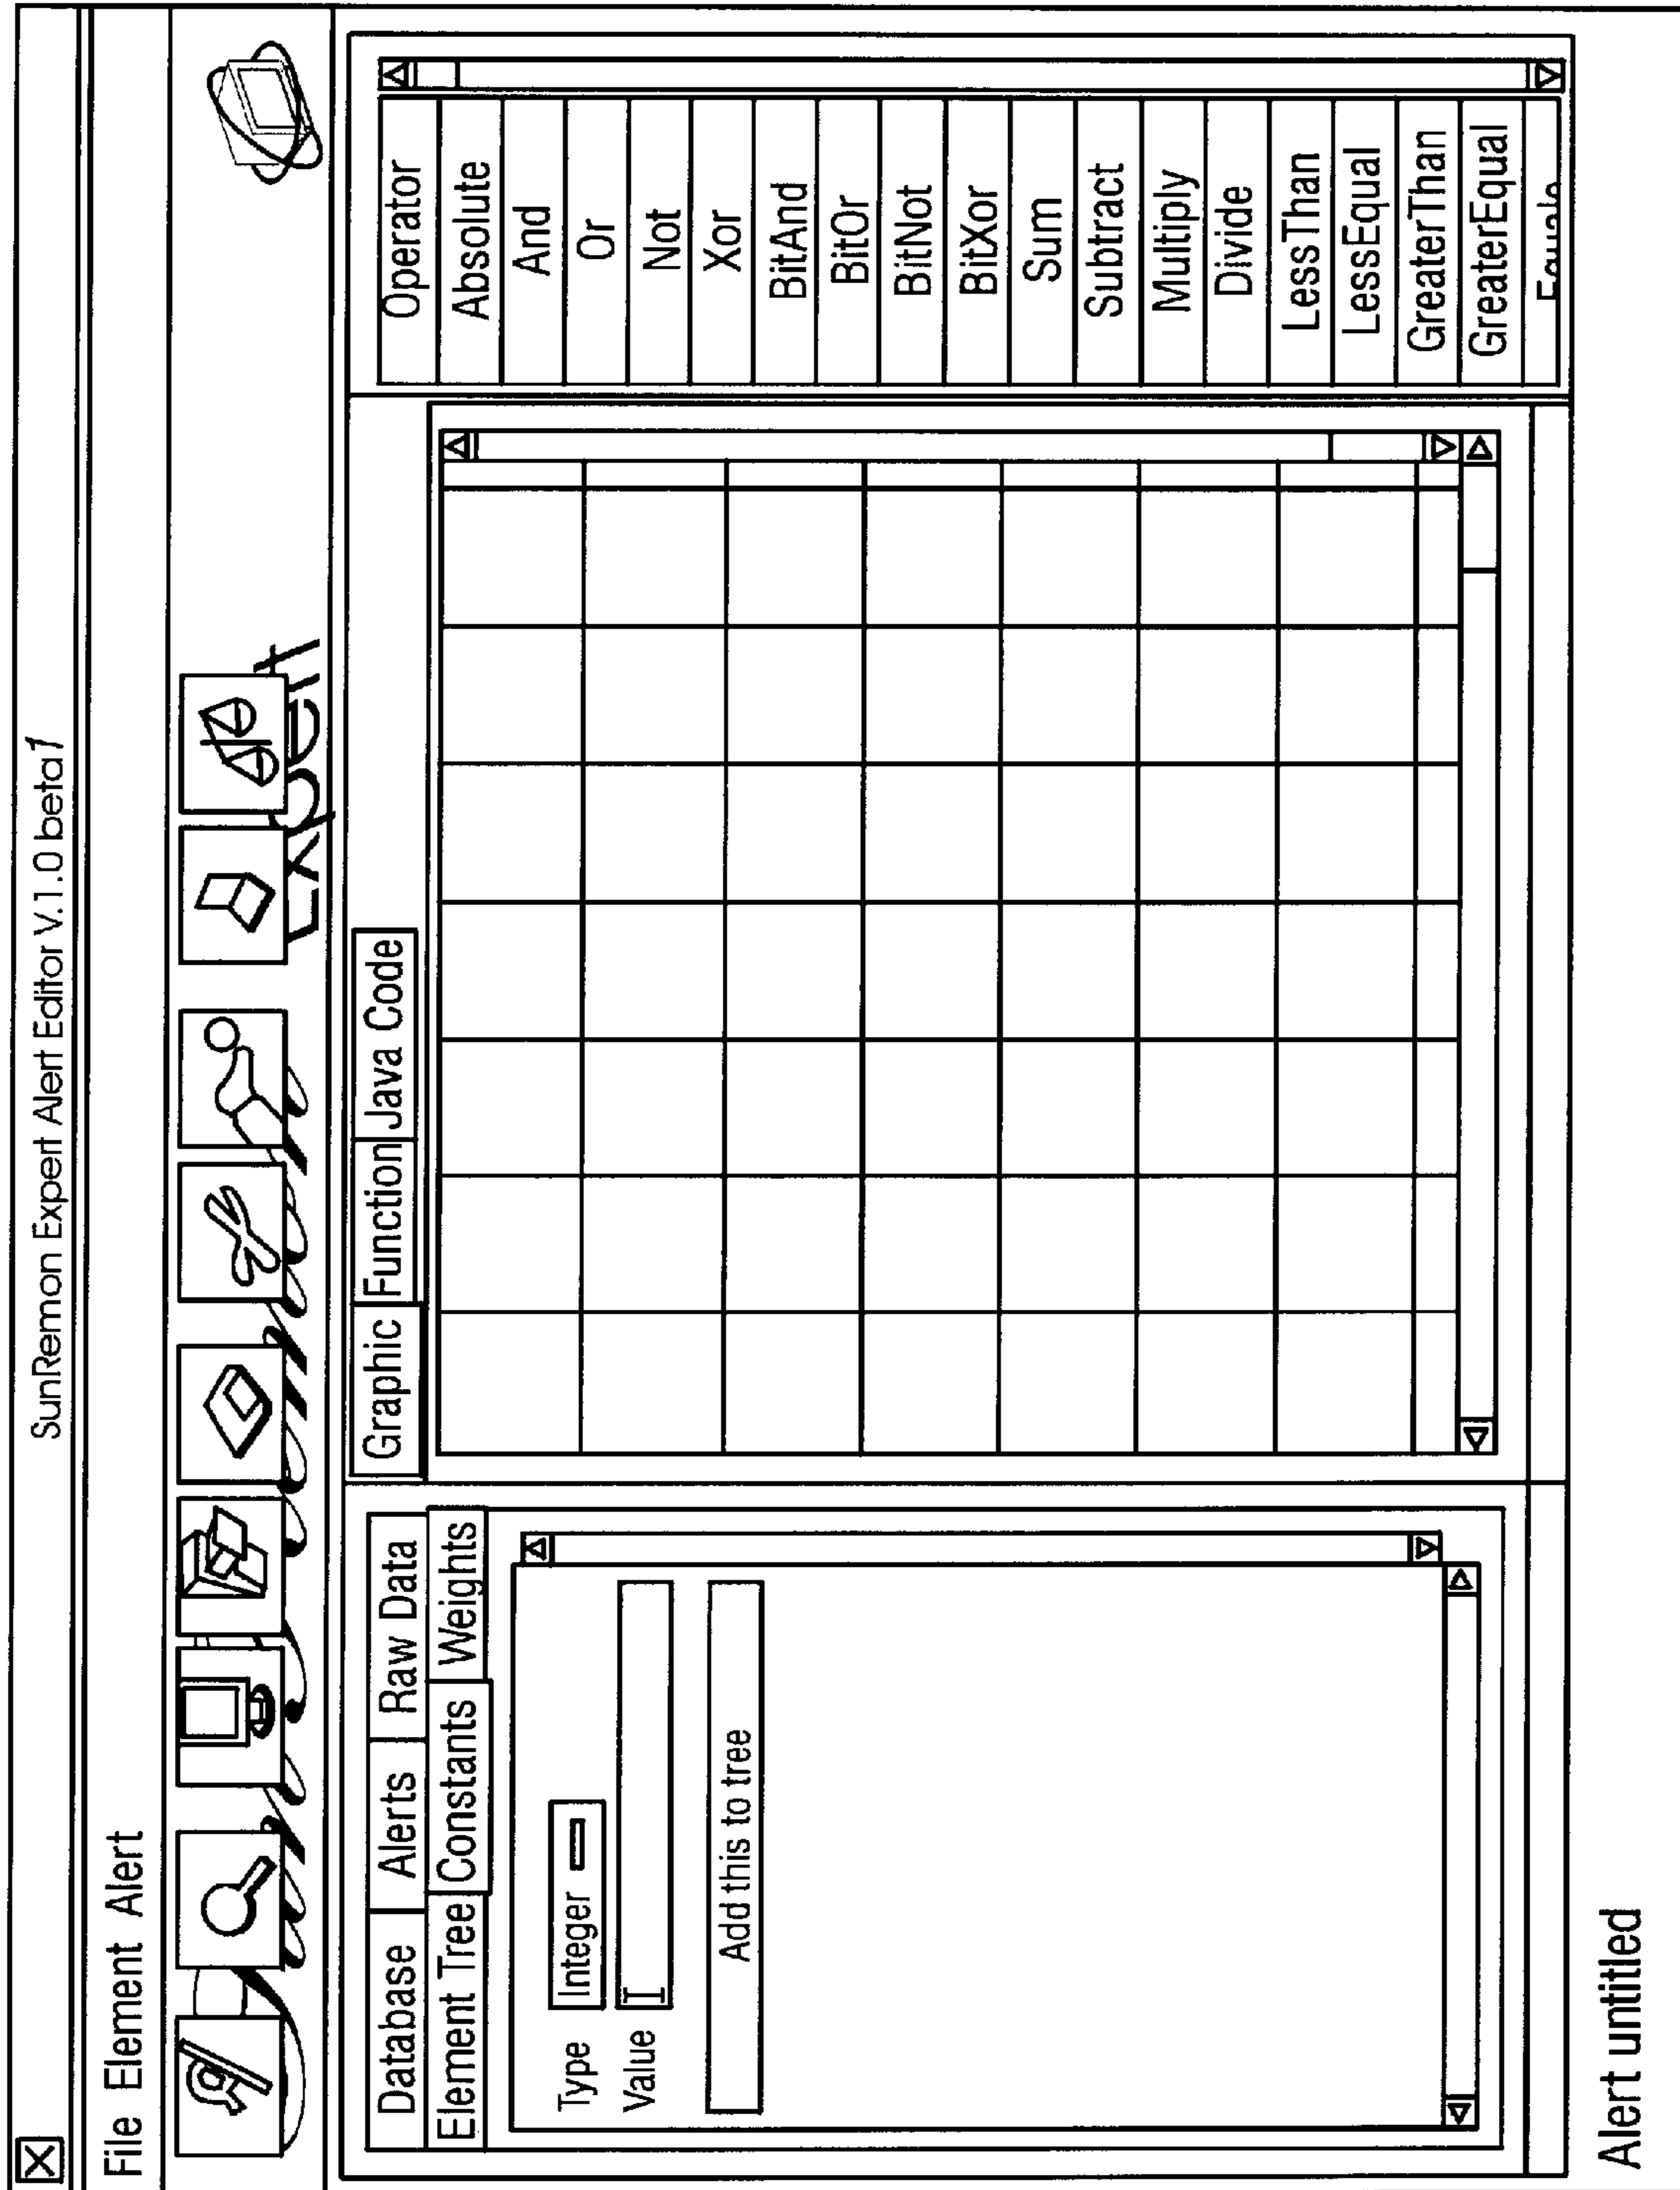 SunRemon Expert Alert Editor V.1.0 beta1
File Element Alert
Database Alerts Raw Data
Element Tree Constants Weights
Type Integer
Value
Add this to tree
Graphic Function Java Code
Operator
Absolute
And
Or
Not
Xor
BitAnd
BitOr
BitNot
BitXor
Sum
Subtract
Multiply
Divide
LessThan
LessEqual
GreaterThan
GreaterEqual
Alert untitled